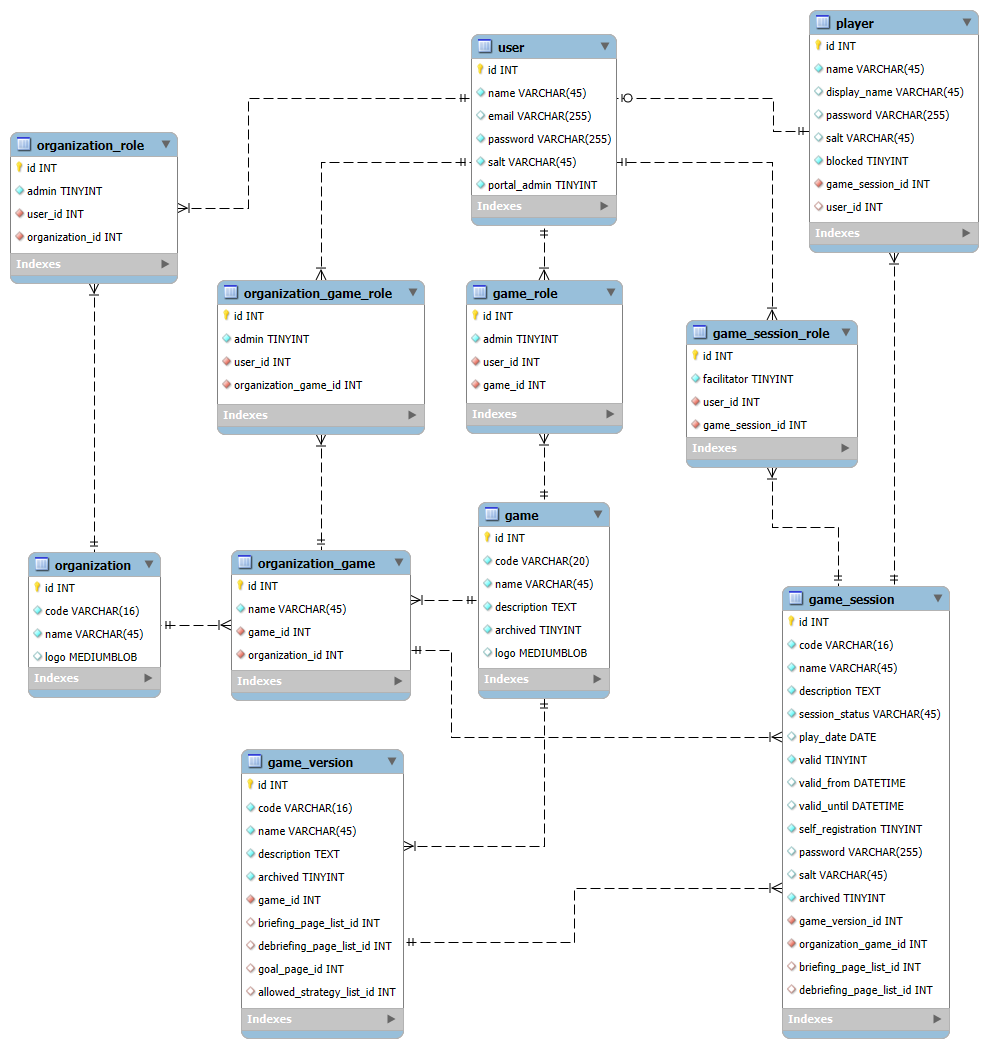 user
id INT
name VARCHAR(45)
email VARCHAR(255)
password VARCHAR(255)
salt VARCHAR(45)
portal_admin TINYINT
Indexes
player
id INT
name VARCHAR(45)
display_name VARCHAR(45)
password VARCHAR(255)
salt VARCHAR(45)
blocked TINYINT
game_session_id INT
user_id INT
Indexes
organization_role
id INT
admin TINYINT
user_id INT
organization_id INT
Indexes
organization_game_role
id INT
admin TINYINT
user_id INT
organization_game_id INT
Indexes
game_role
id INT
admin TINYINT
user_id INT
game_id INT
Indexes
game_session_role
id INT
facilitator TINYINT
user_id INT
game_session_id INT
Indexes
organization
id INT
code VARCHAR(16)
name VARCHAR(45)
logo MEDIUMBLOB
Indexes
organization_game
id INT
name VARCHAR(45)
game_id INT
organization_id INT
Indexes
game
id INT
code VARCHAR(20)
name VARCHAR(45)
description TEXT
archived TINYINT
logo MEDIUMBLOB
Indexes
game_version
id INT
code VARCHAR(16)
name VARCHAR(45)
description TEXT
archived TINYINT
game_id INT
briefing_page_list_id INT
debriefing_page_list_id INT
goal_page_id INT
allowed_strategy_list_id INT
Indexes
game_session
id INT
code VARCHAR(16)
name VARCHAR(45)
description TEXT
session_status VARCHAR(45)
play_date DATE
valid TINYINT
valid_from DATETIME
valid_until DATETIME
self_registration TINYINT
password VARCHAR(255)
salt VARCHAR(45)
archived TINYINT
game_version_id INT
organization_game_id INT
briefing_page_list_id INT
debriefing_page_list_id INT
Indexes